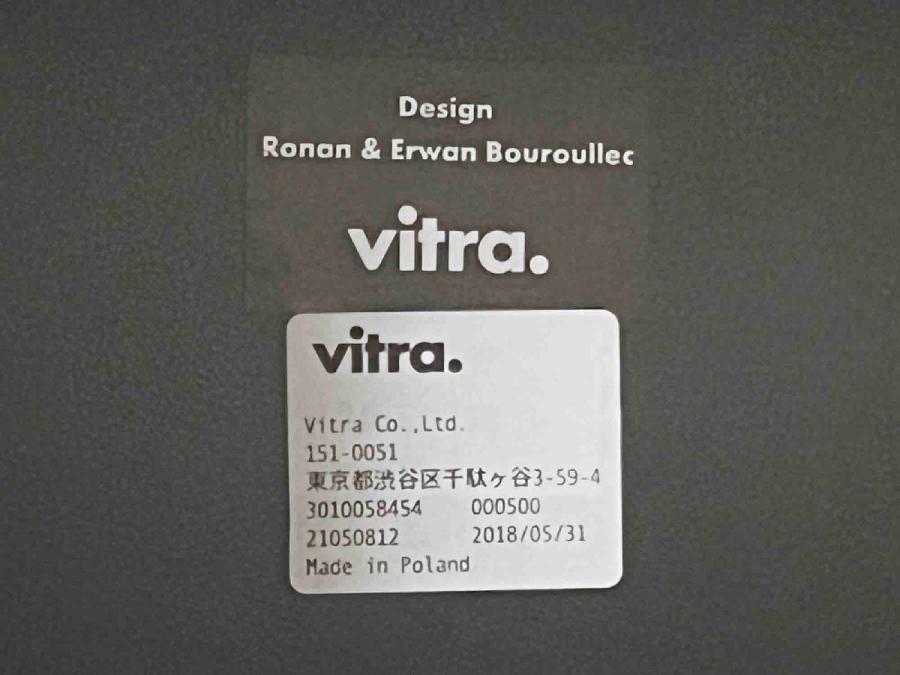 Design
Ronan & Erwan Bouroullec
vitra.
vitra.
Vitra Co.,Ltd.
151-0051
東京都渋谷区千駄ヶ谷3-59-4
3010058454 000500
21050812 2018/05/31
Made in Poland